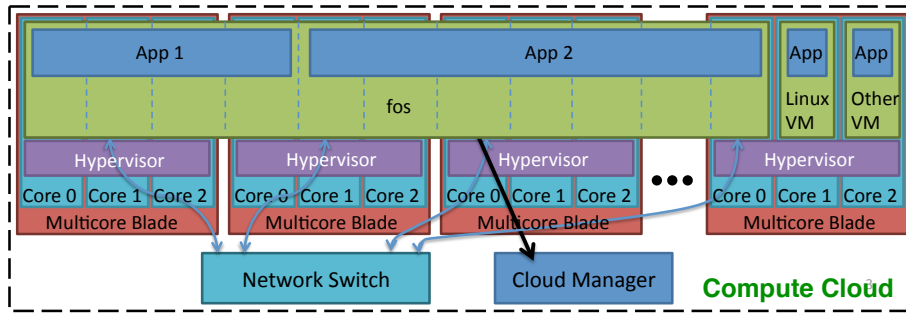 App 1
App 2
App
App
fos
Linux
VM
Other
VM
Hypervisor
Hypervisor
Hypervisor
Hypervisor
Core 0 Core 1 Core 2
Core 0 Core 1 Core 2
Core 0 Core 1 Core 2
Core 0 Core 1 Core 2
Multicore Blade
Multicore Blade
Multicore Blade
Multicore Blade
Network Switch
Cloud Manager
Compute Cloud
3